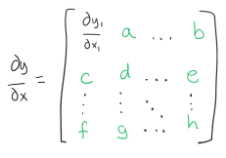 ∂y/∂x = [ ∂y₁/∂x₁ a ... b
c d ... e
⋮ ⋮ ⋱ ⋮
f g ... h ]